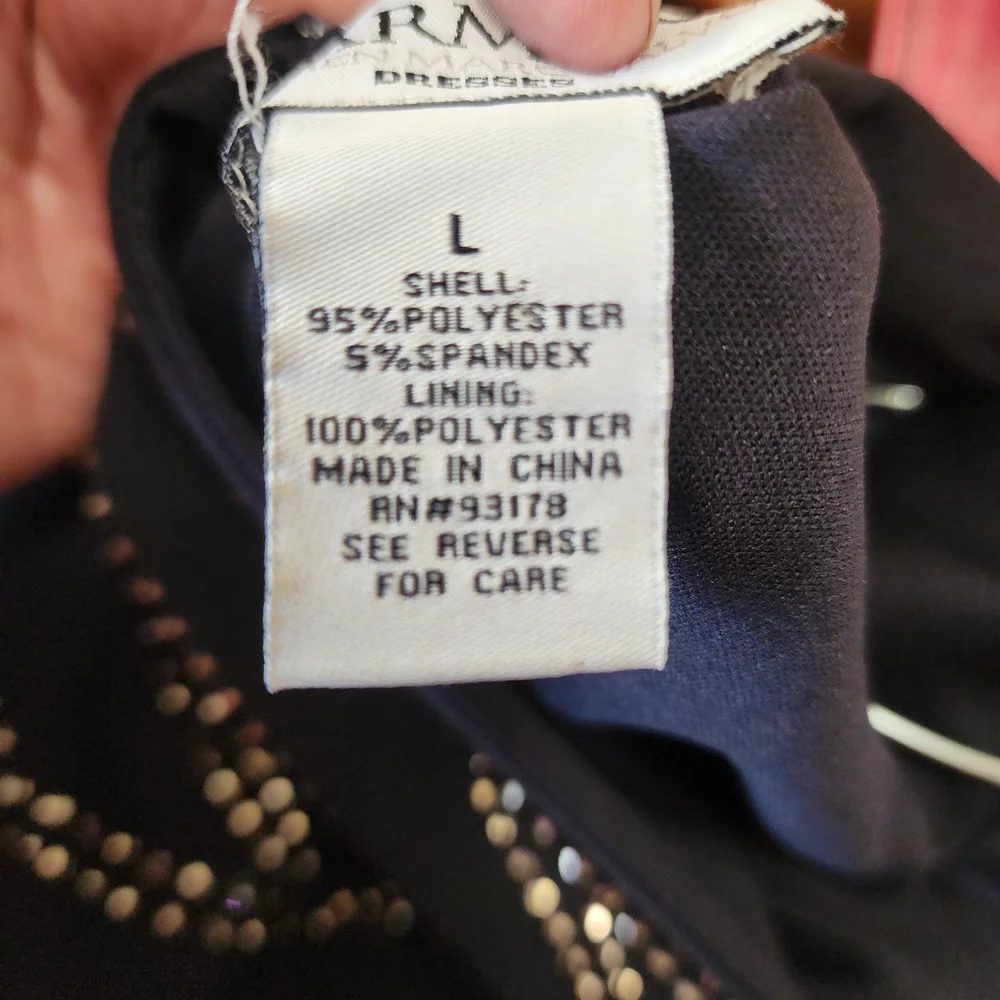 DRESSES
L
SHELL:
95%POLYESTER
5%SPANDEX
LINING:
100%POLYESTER
MADE IN CHINA
RN#93178
SEE REVERSE
FOR CARE